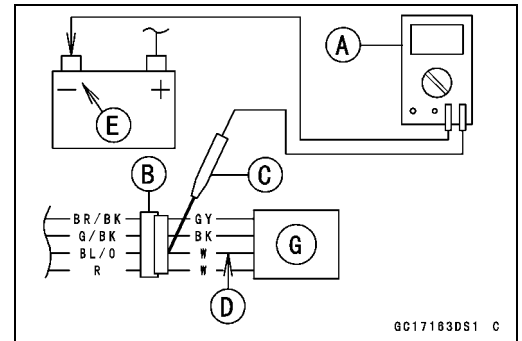 A
− +
E
B
C
BR/BK GY
G/BK BK
BL/O W
R W
G
D
GC17163DS1 C